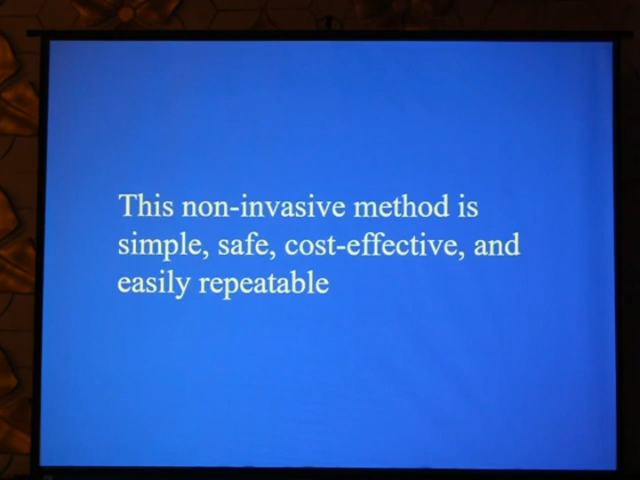 This non-invasive method is
simple, safe, cost-effective, and
easily repeatable